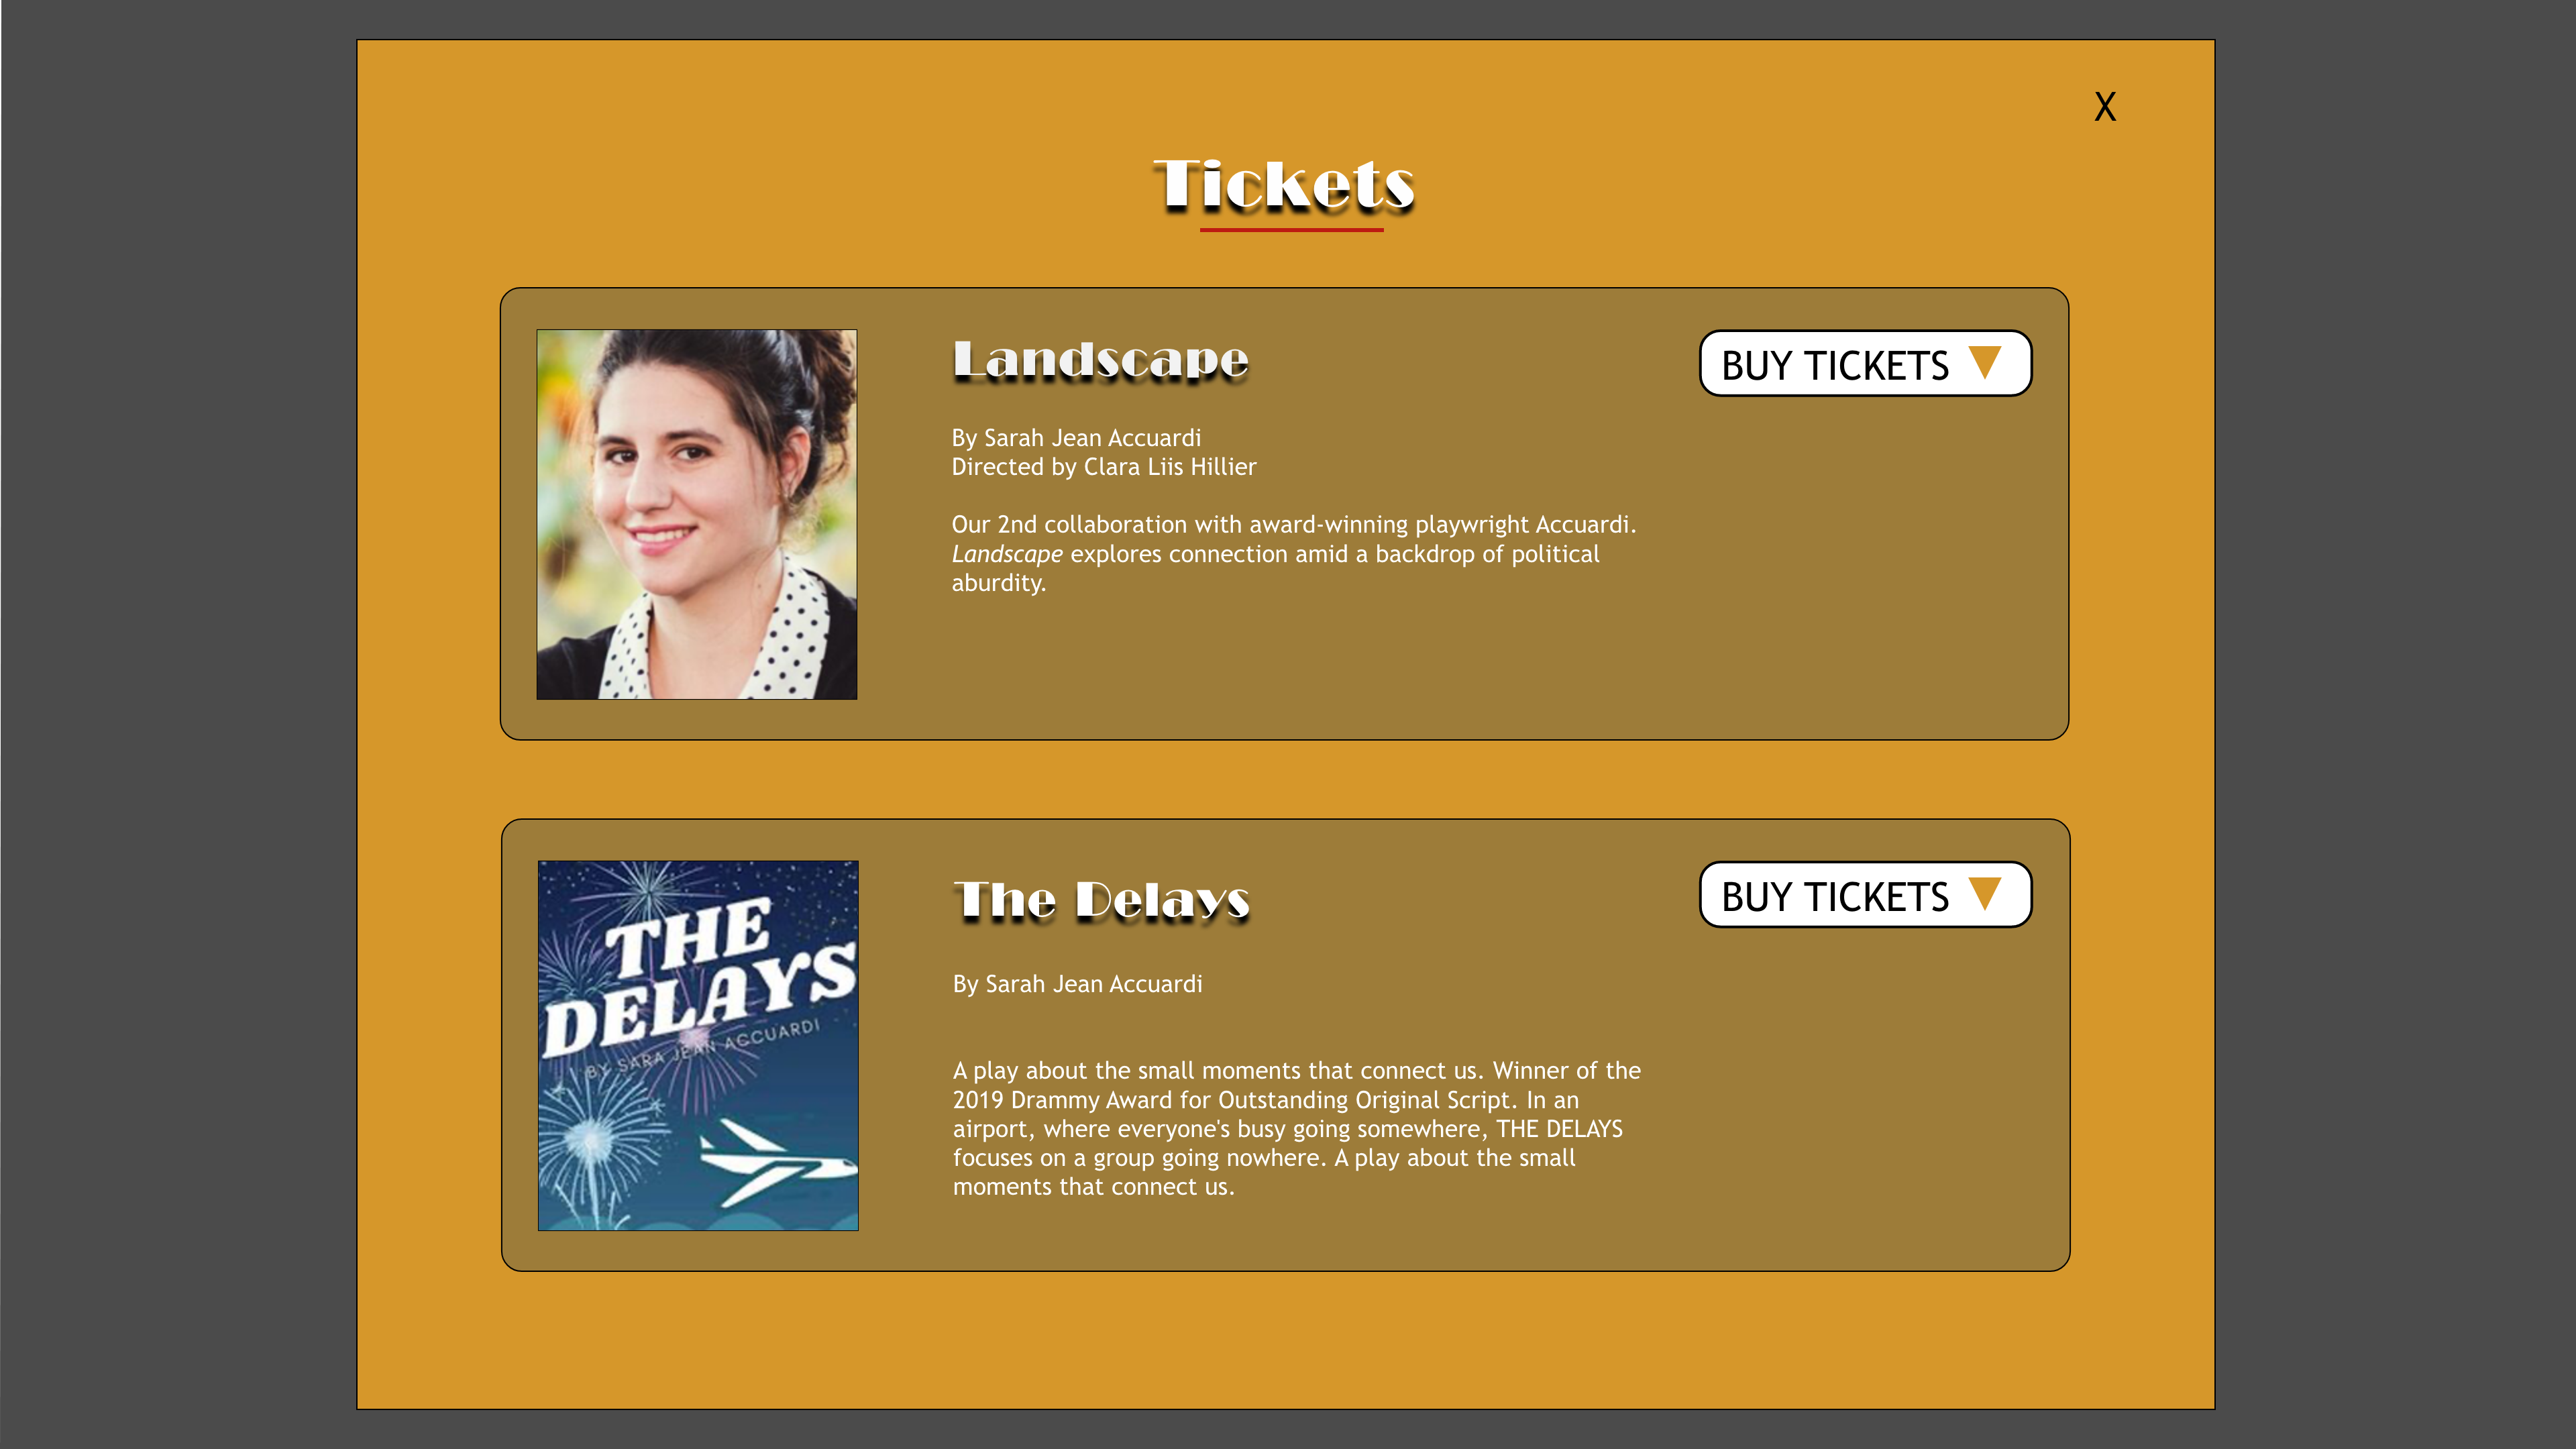 X
Tickets
Landscape
BUY TICKETS
By Sarah Jean Accuardi
Directed by Clara Liis Hillier
Our 2nd collaboration with award-winning playwright Accuardi.
Landscape explores connection amid a backdrop of political
aburdity.
THE
DELAYS
BY SARA JEAN ACCUARDI
The Delays
BUY TICKETS
By Sarah Jean Accuardi
A play about the small moments that connect us. Winner of the
2019 Drammy Award for Outstanding Original Script. In an
airport, where everyone's busy going somewhere, THE DELAYS
focuses on a group going nowhere. A play about the small
moments that connect us.